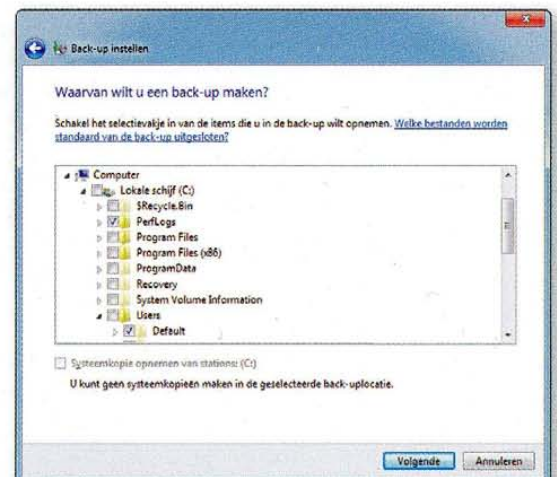 Back-up instellen
Waarvan wilt u een back-up maken?
Schakel het selectievakje in van de items die u in de back-up wilt opnemen. Welke bestanden worden
standaard van de back-up uitgesloten?
Computer
Lokale schijf (C:)
$Recycle.Bin
PerfLogs
Program Files
Program Files (x86)
ProgramData
Recovery
System Volume Information
Users
Default
Systeemkopie opnemen van stations: (C:)
U kunt geen systeemkopieën maken in de geselecteerde back-uplocatie.
Volgende Annuleren